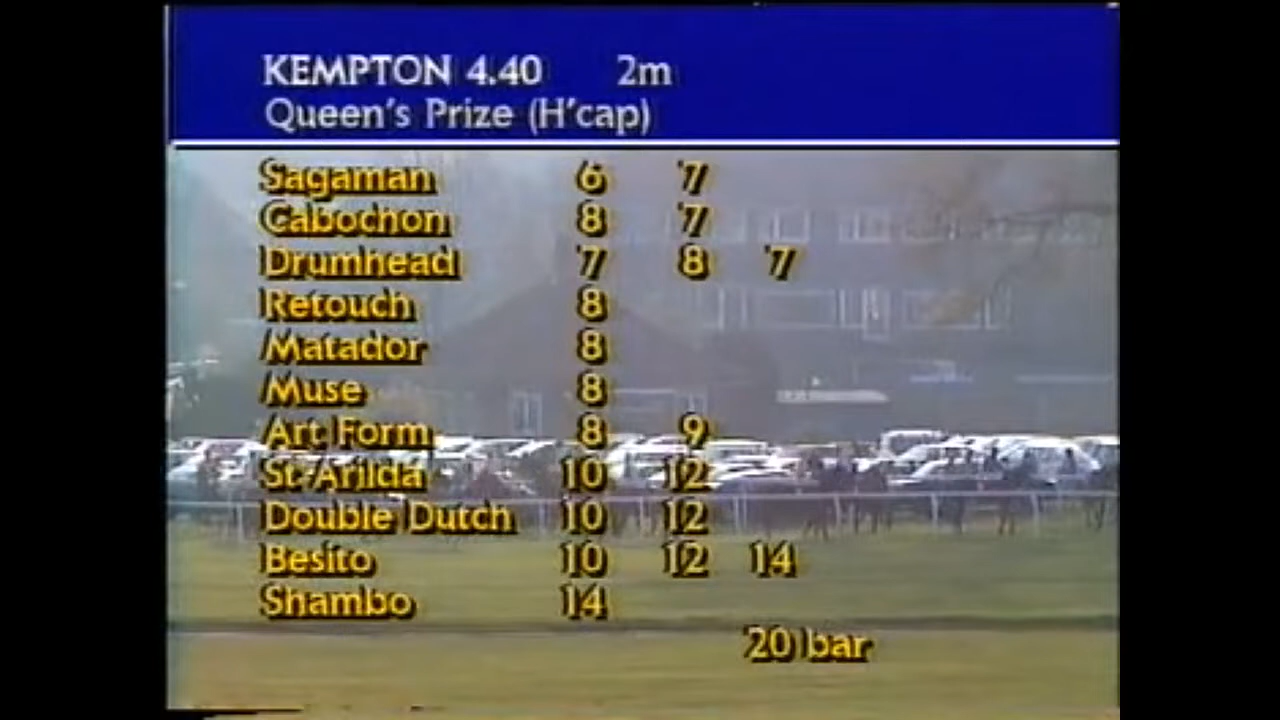 KEMPTON 4.40 2m
Queen's Prize (H'cap)
Sagaman 6 7
Cabochon 8 7
Drumhead 7 8 7
Retouch 8
Matador 8
Muse 8
Art Form 8 9
St Arilda 10 12
Double Dutch 10 12
Besito 10 12 14
Shambo 14
20 bar